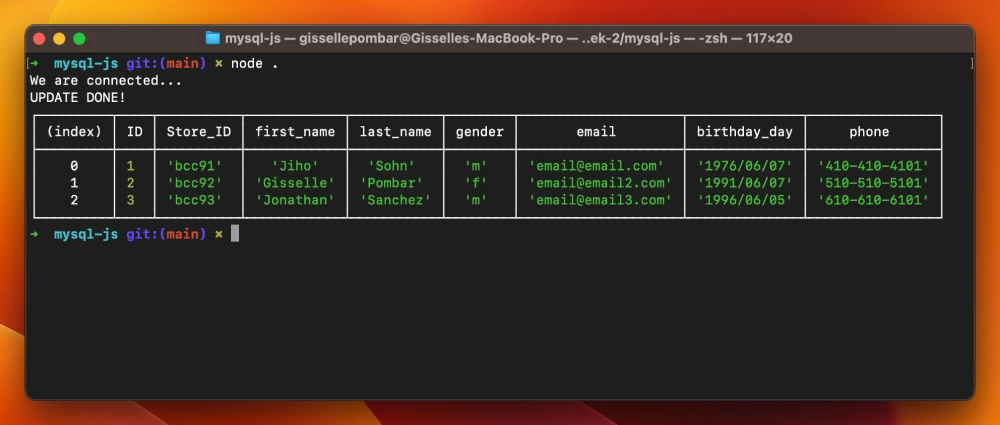 mysql-js — gissellepombar@Gisselles-MacBook-Pro — ..ek-2/mysql-js — -zsh — 117×20
[➜  mysql-js git:(main) ✗ node . ]
We are connected...
UPDATE DONE!
(index) ID Store_ID first_name last_name gender email birthday_day phone
0 1 'bcc91' 'Jiho' 'Sohn' 'm' 'email@email.com' '1976/06/07' '410-410-4101'
1 2 'bcc92' 'Gisselle' 'Pombar' 'f' 'email@email2.com' '1991/06/07' '510-510-5101'
2 3 'bcc93' 'Jonathan' 'Sanchez' 'm' 'email@email3.com' '1996/06/05' '610-610-6101'
➜  mysql-js git:(main) ✗